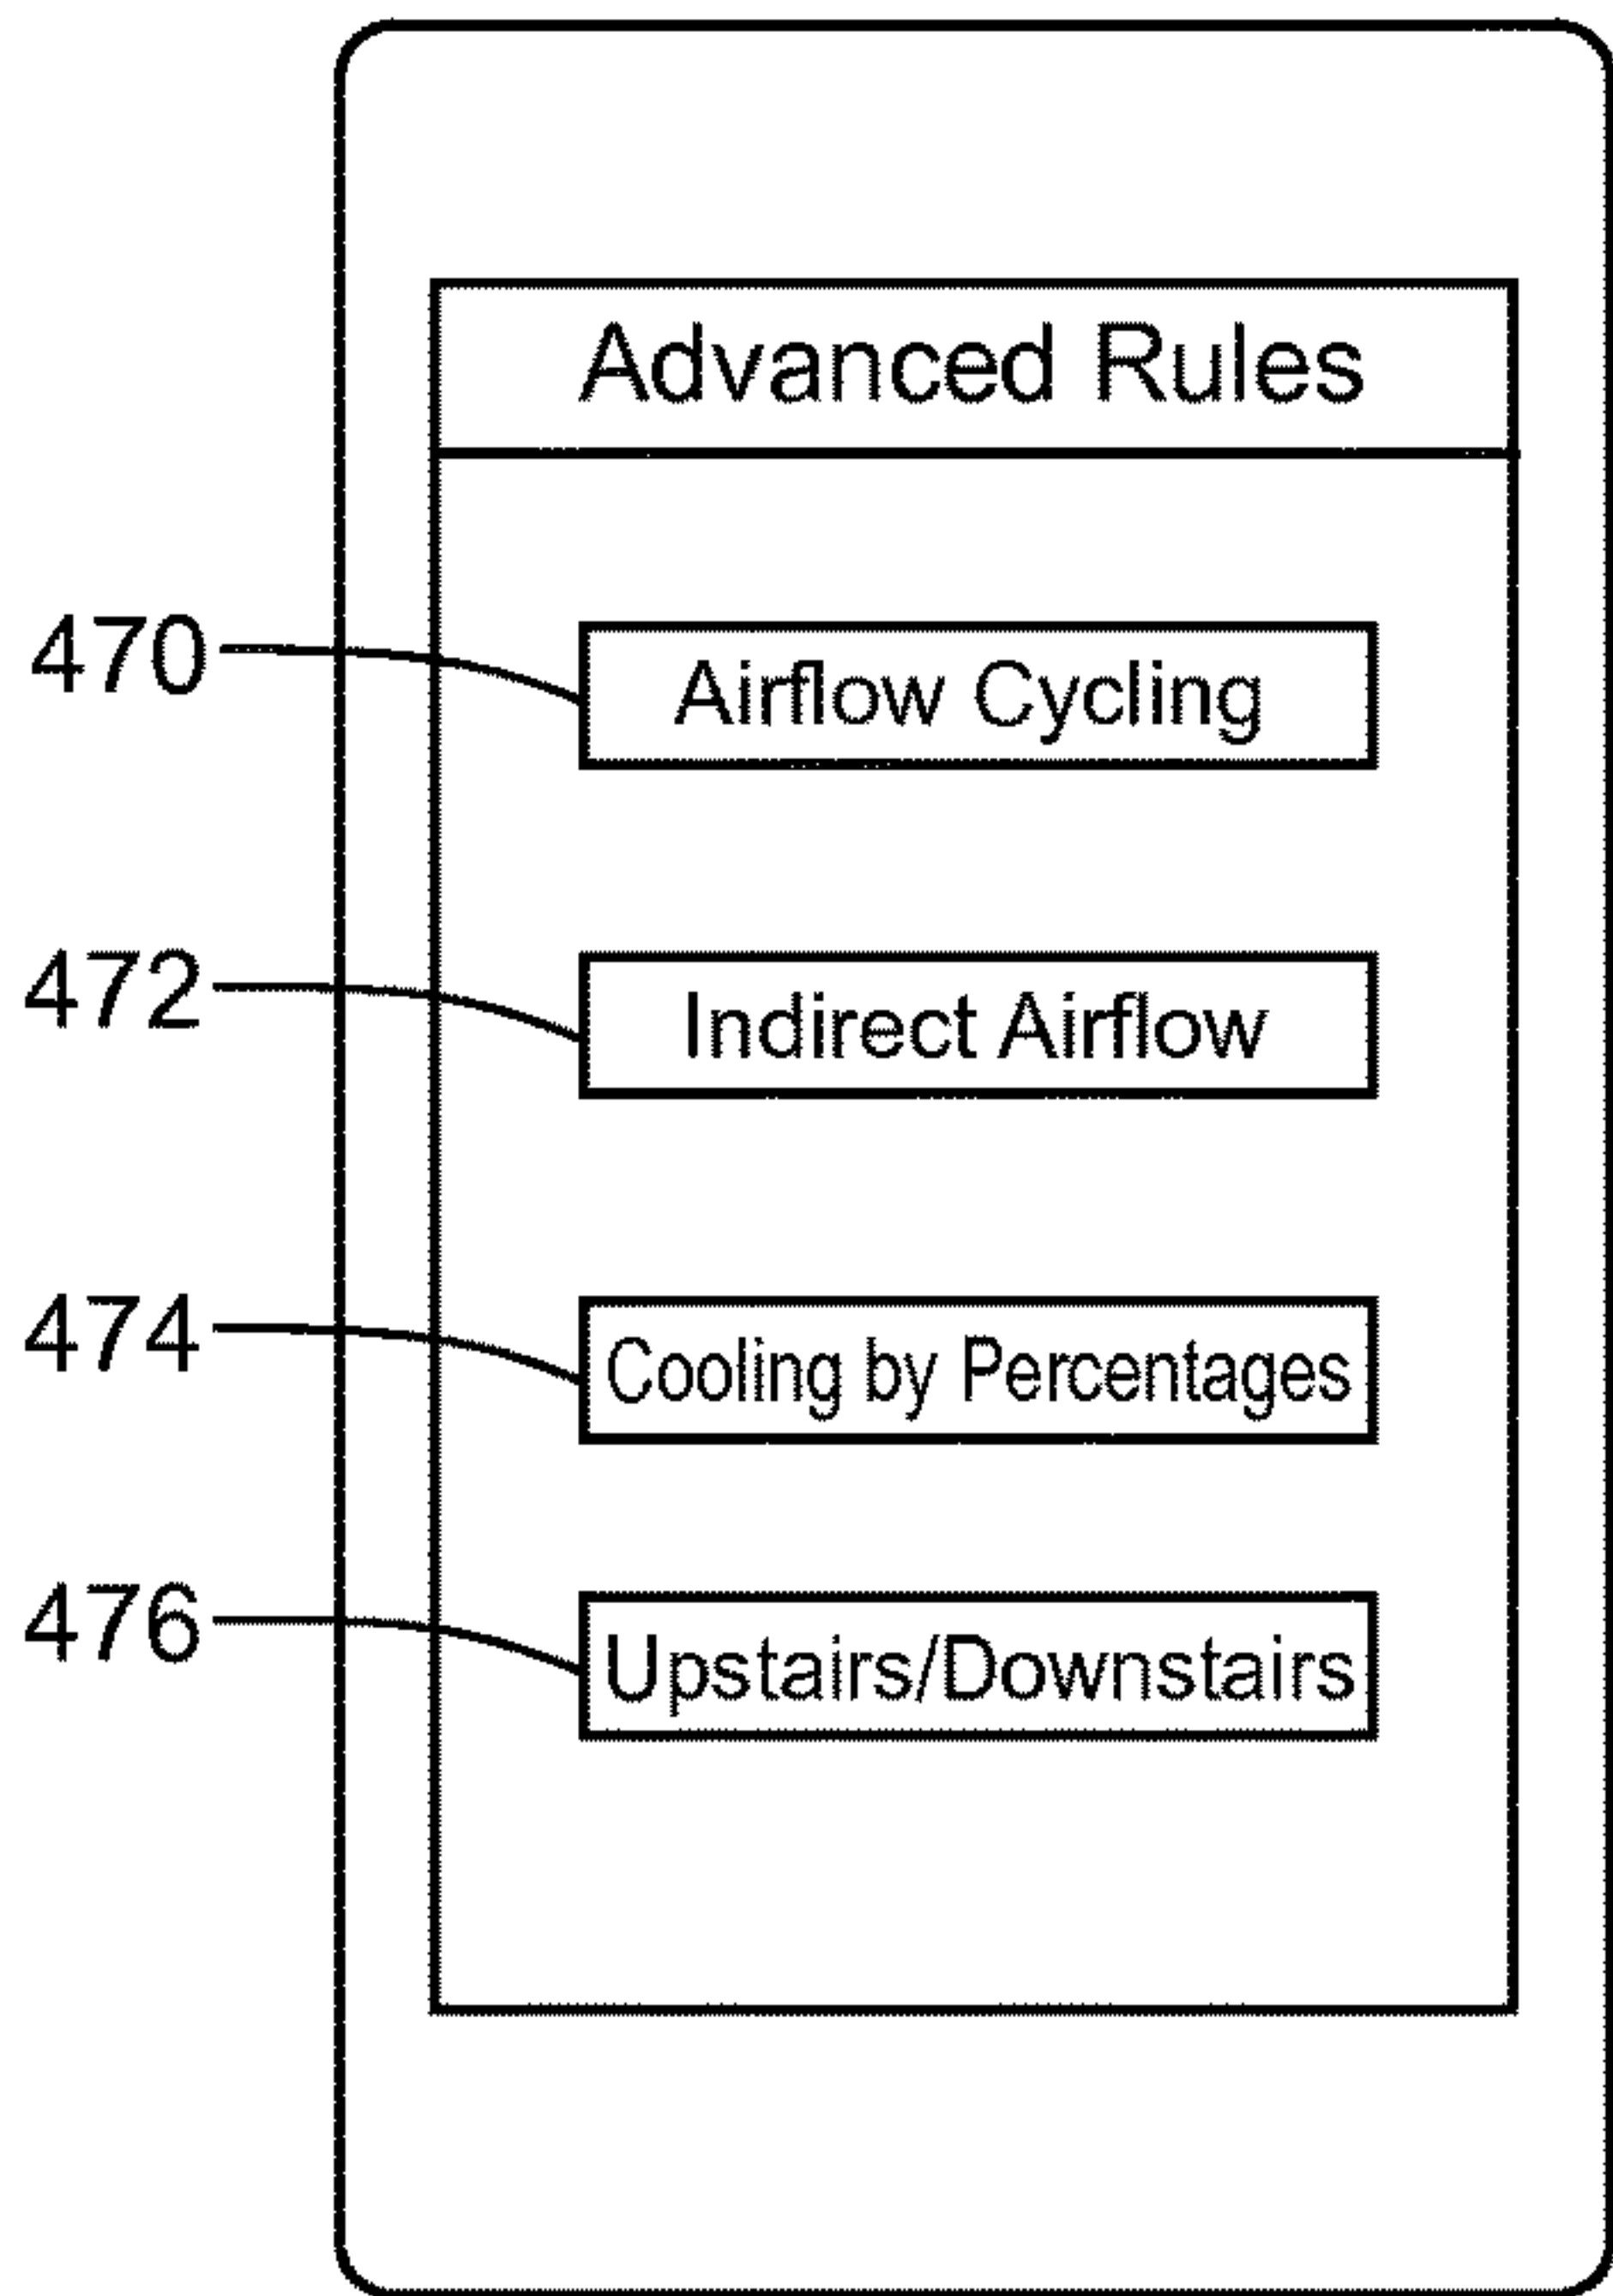 Advanced Rules
470
Airflow Cycling
472
Indirect Airflow
474
Cooling by Percentages
476
Upstairs/Downstairs